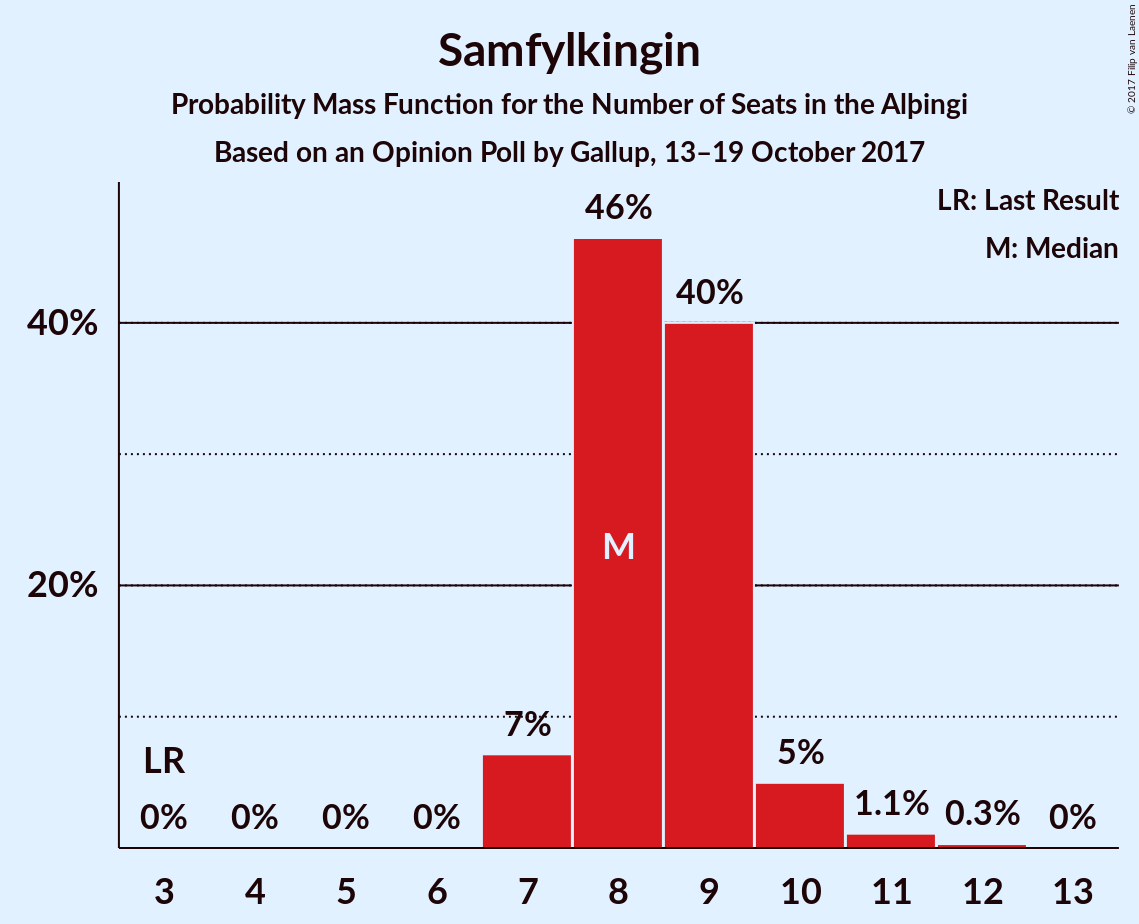 Samfylkingin
Probability Mass Function for the Number of Seats in the Alþingi
Based on an Opinion Poll by Gallup, 13–19 October 2017
© 2017 Filip van Laenen
LR: Last Result
M: Median
46%
40%
40%
M
20%
7%
LR
5%
0% 0% 0% 0% 1.1% 0.3% 0%
3 4 5 6 7 8 9 10 11 12 13